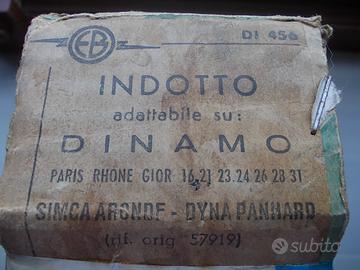 EB
DI 456
INDOTTO
adattabile su:
DINAMO
PARIS RHONE GIOR 16.21 23.24 26 28 31
SIMCA ARONDE - DYNA PANHARD
(rif. orig 57919)
subito